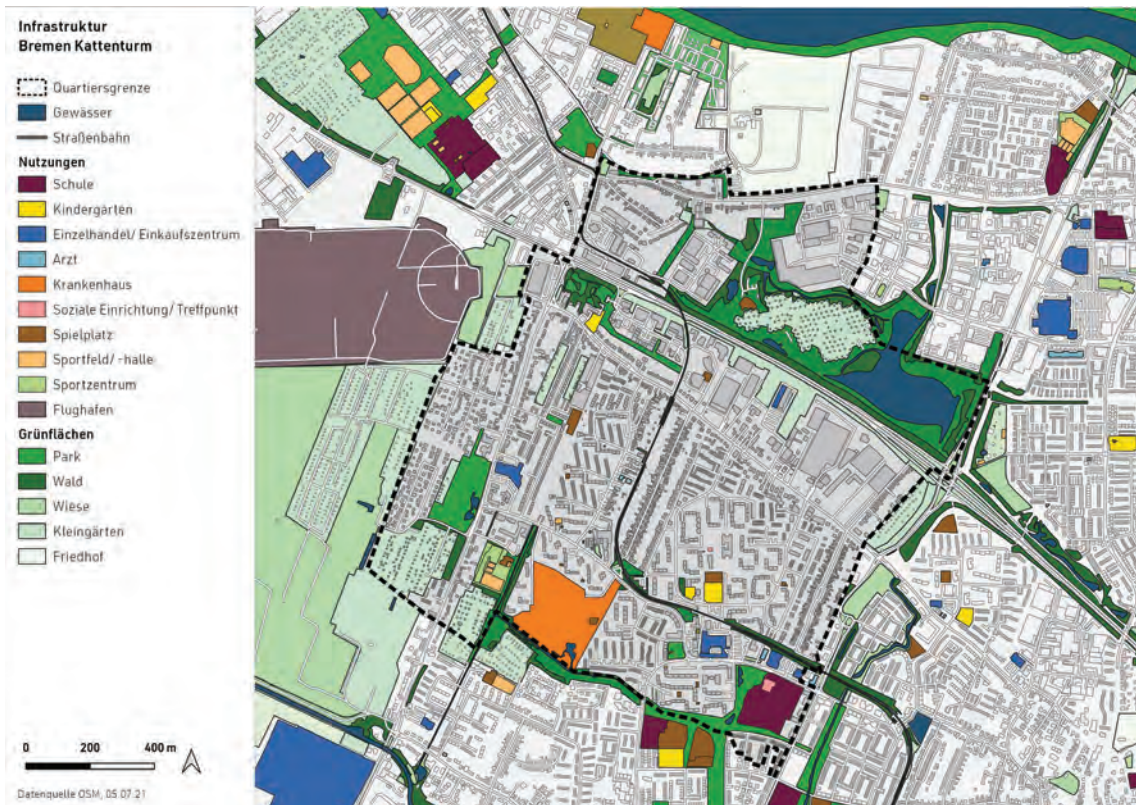 Infrastruktur
Bremen Kattenturm
Quartiersgrenze
Gewässer
Straßenbahn
Nutzungen
Schule
Kindergärten
Einzelhandel/ Einkaufszentrum
Arzt
Krankenhaus
Soziale Einrichtung/ Treffpunkt
Spielplatz
Sportfeld/ -halle
Sportzentrum
Flughafen
Grünflächen
Park
Wald
Wiese
Kleingärten
Friedhof
0 200 400 m
Datenquelle OSM, 05.07.21